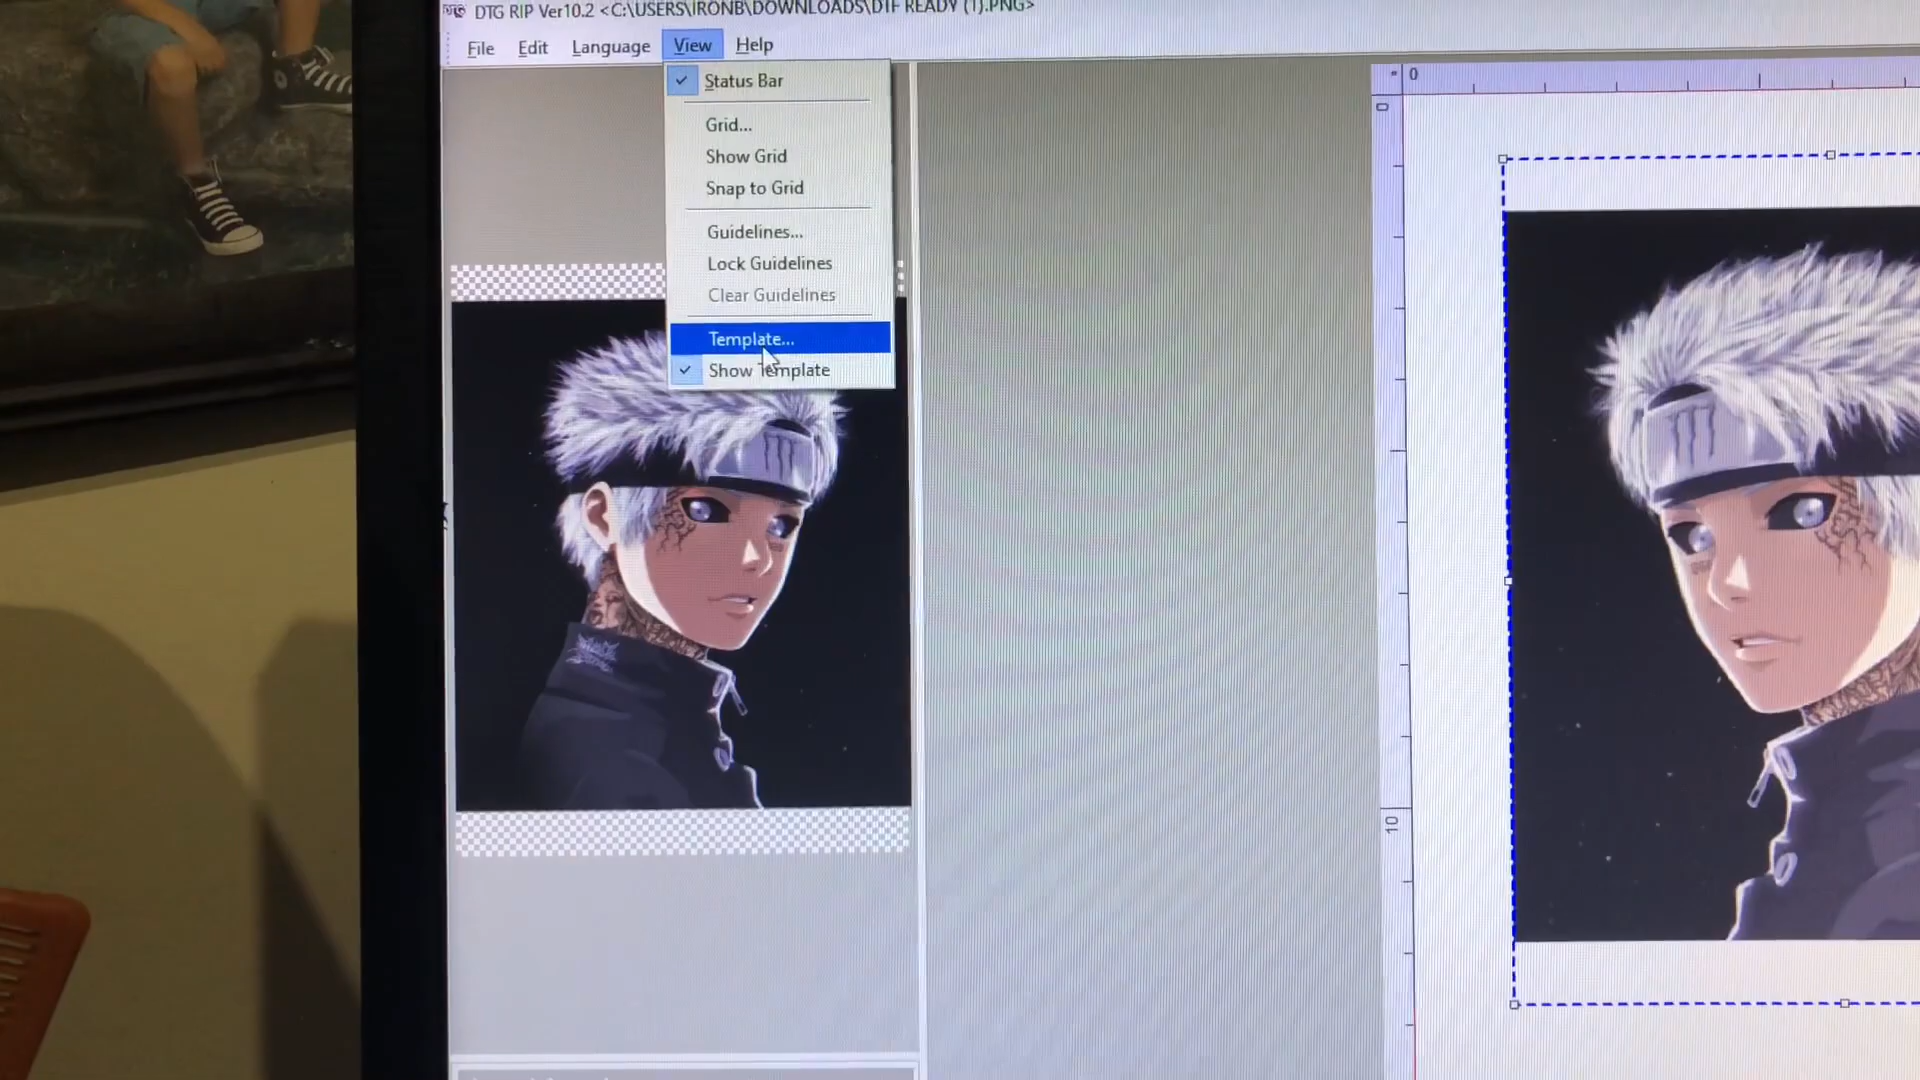 DTG RIP Ver10.2 <C:\USERS\IRONB\DOWNLOADS\DTF READY (1).PNG>
File Edit Language View Help
Status Bar
Grid...
Show Grid
Snap to Grid
Guidelines...
Lock Guidelines
Clear Guidelines
Template...
Show Template
0
0
10